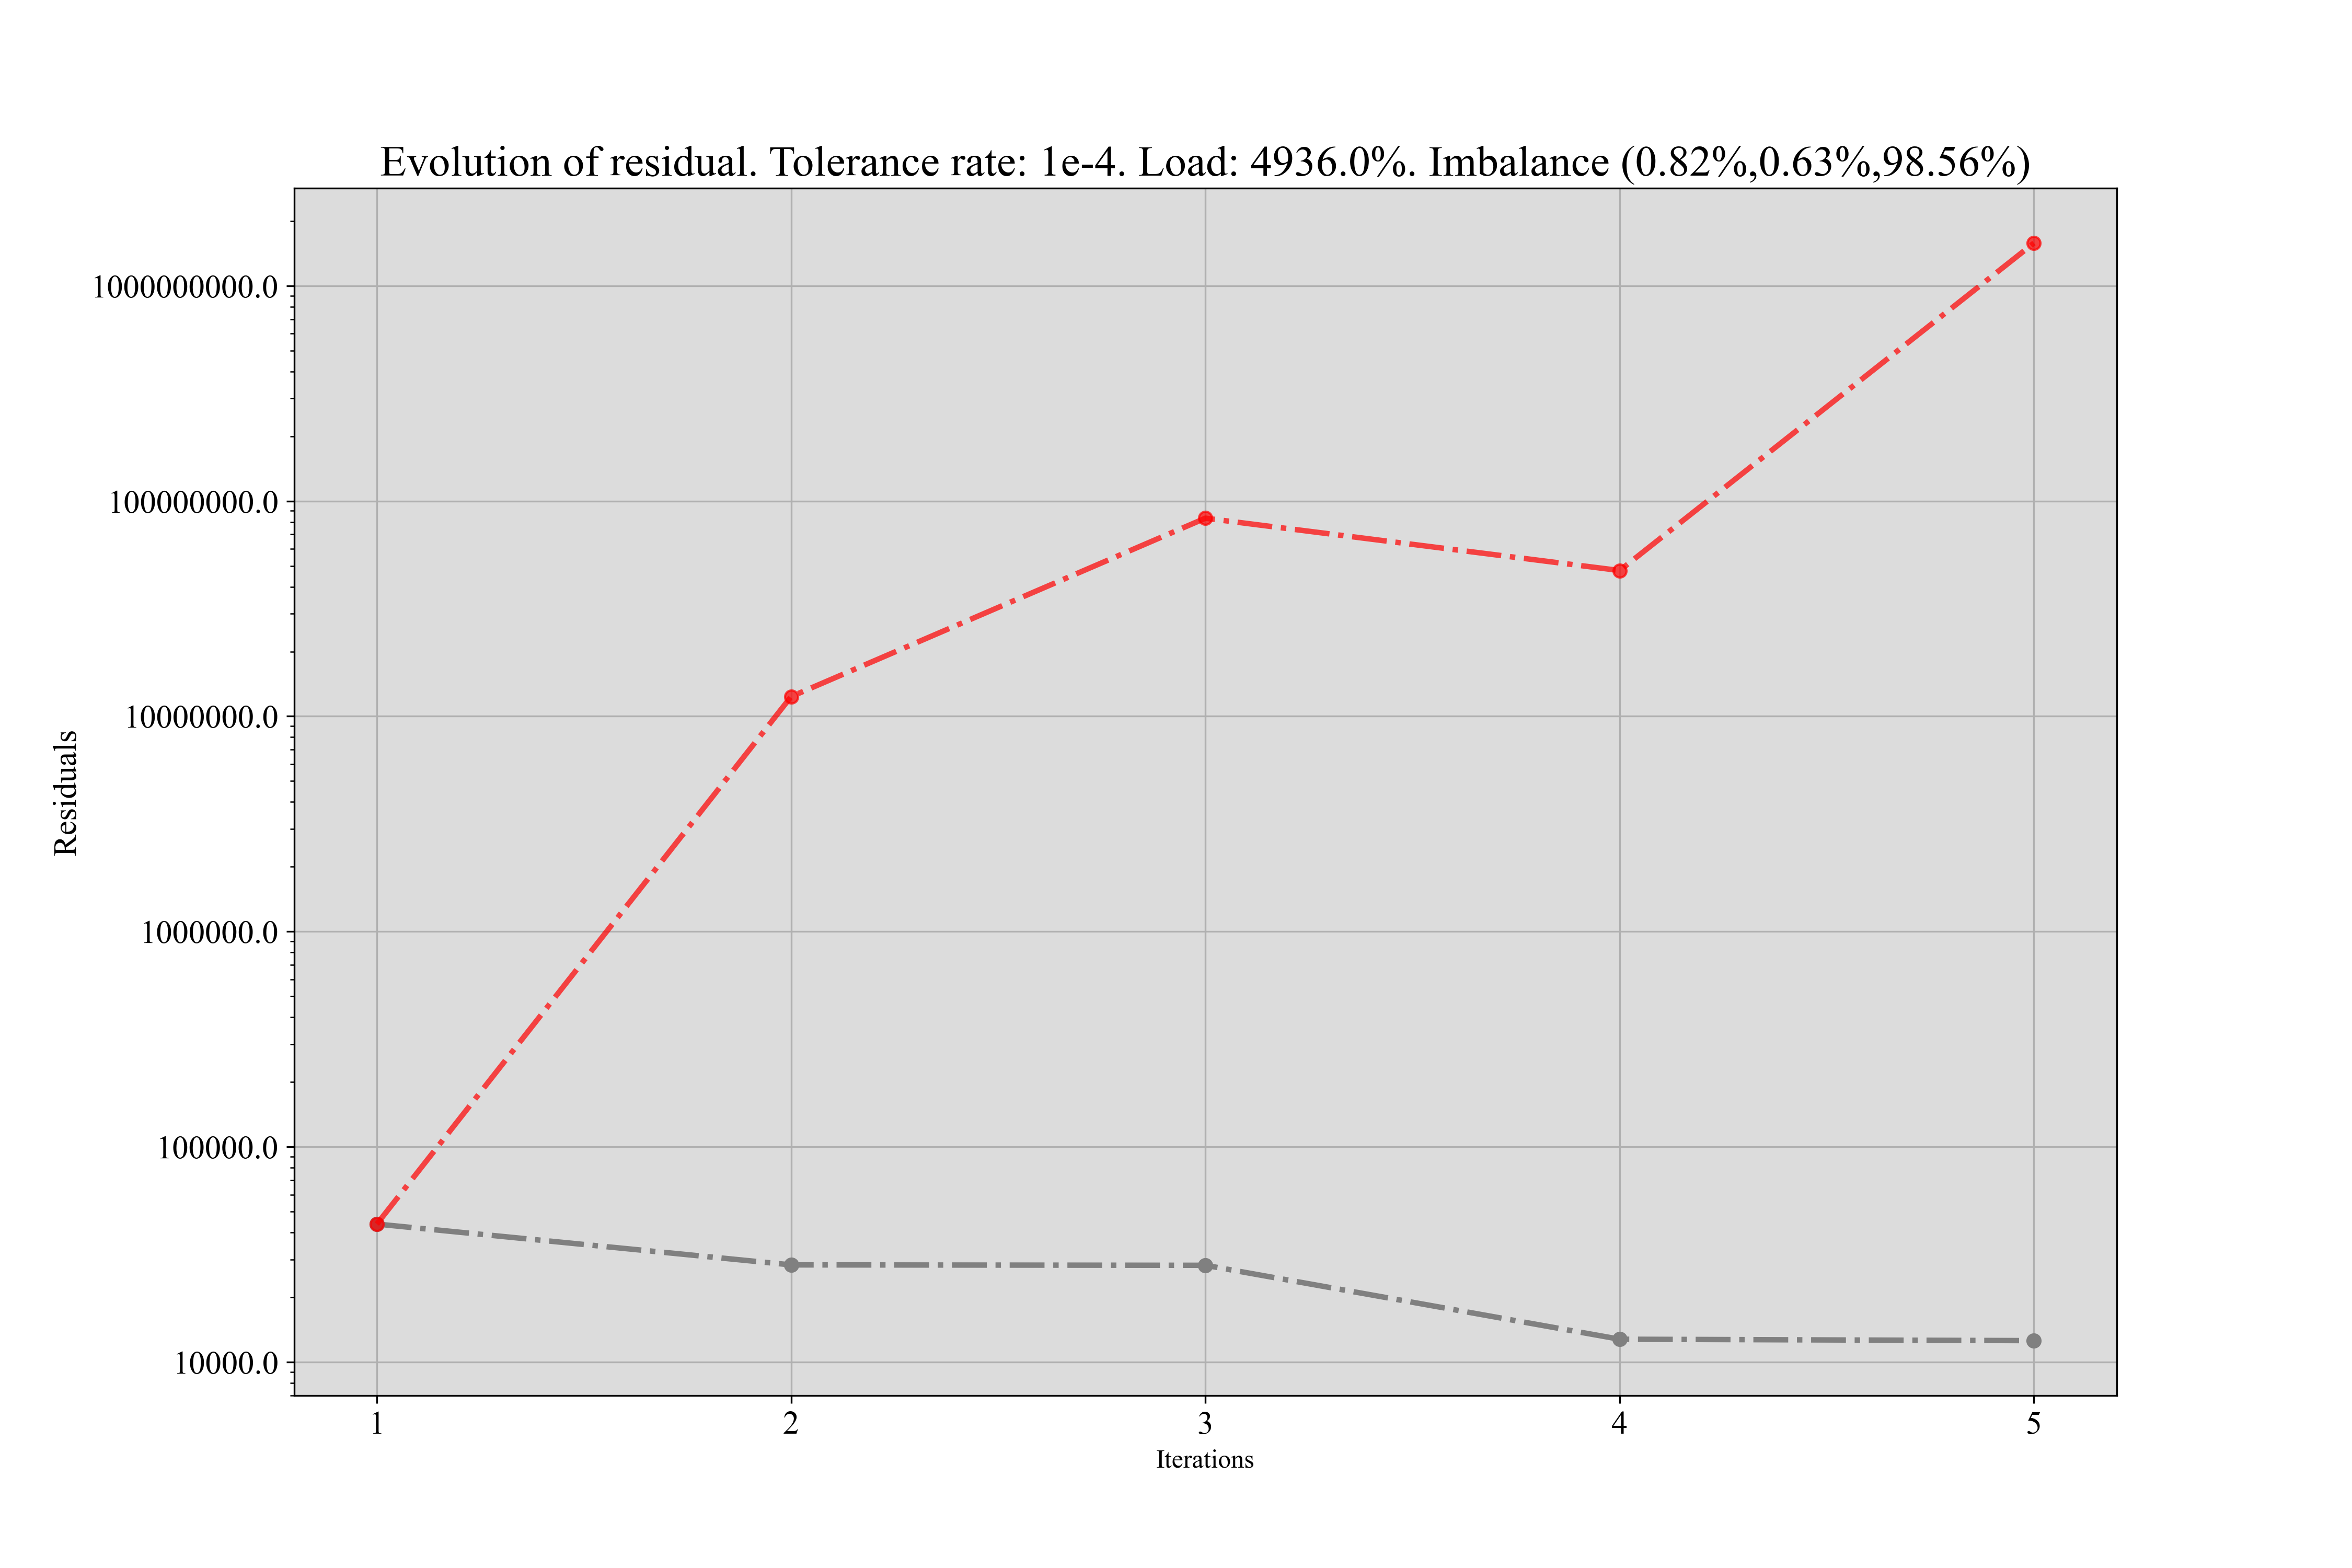 Evolution of residual. Tolerance rate: 1e-4. Load: 4936.0%. Imbalance (0.82%,0.63%,98.56%)
1000000000.0
100000000.0
10000000.0
1000000.0
100000.0
10000.0
Residuals
1 2 3 4 5
Iterations